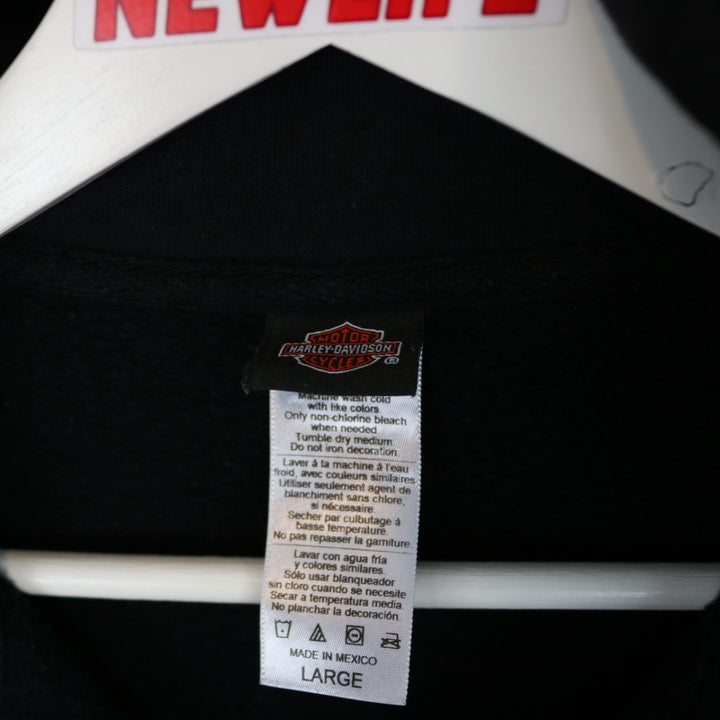 NEWLIFE
MOTOR
HARLEY-DAVIDSON
CYCLES
®
Machine wash cold
with like colors
Only non-chlorine bleach
when needed
Tumble dry medium.
Do not iron decoration
Laver à la machine à l'eau
froid, avec couleurs similaires
Utiliser seulement agent de
blanchiment sans chlore,
si nécessaire.
Secher par culbutage à
basse temperature.
No pas repasser la garniture
Lavar con agua fría
y colores similares.
Sólo usar blanqueador
sin cloro cuando se necesite
Secar a temperatura media
No planchar la decoración.
MADE IN MEXICO
LARGE